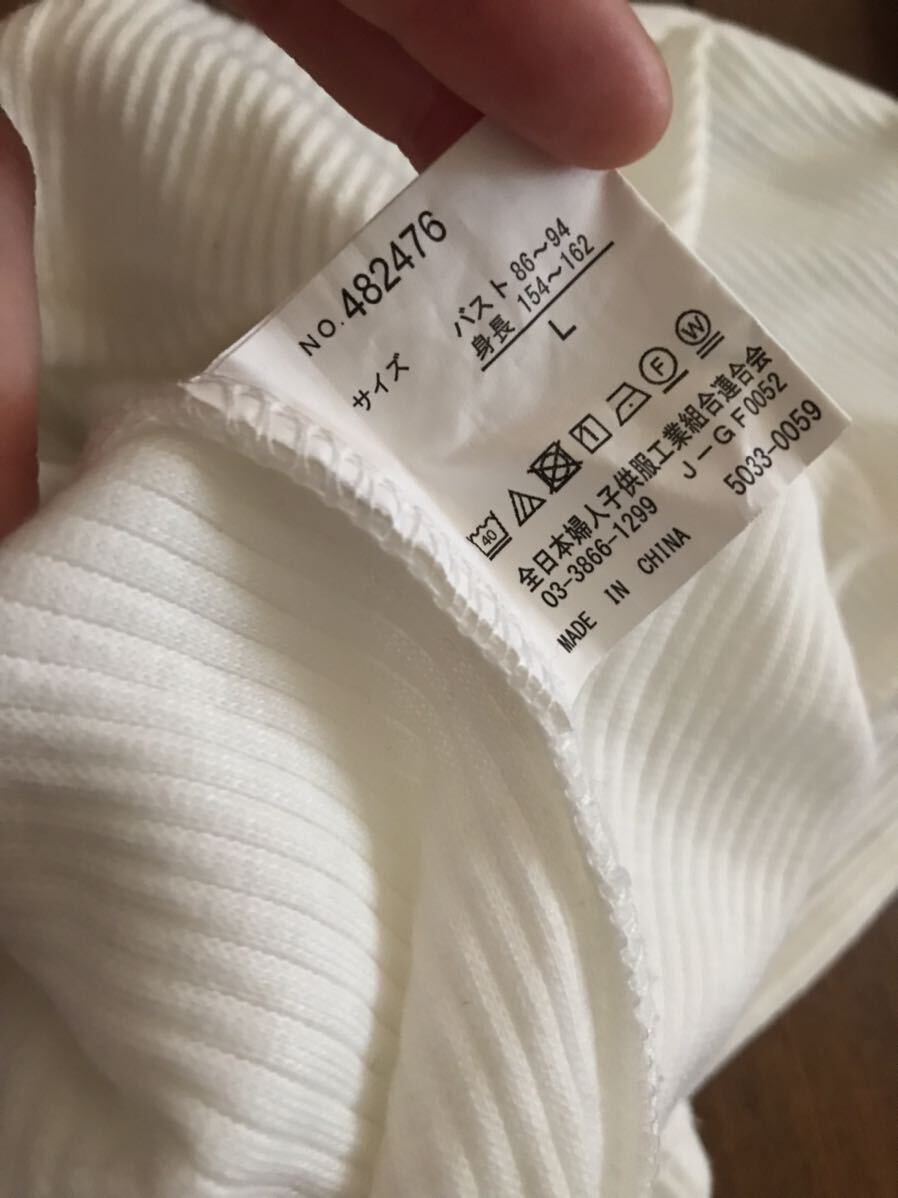 NO.482476
サイズ
バスト 86～94
身長 154～162
L
40 F W
全日本婦人子供服工業組合連合会
03-3866-1299 J－GF0052
MADE IN CHINA 5033-0059